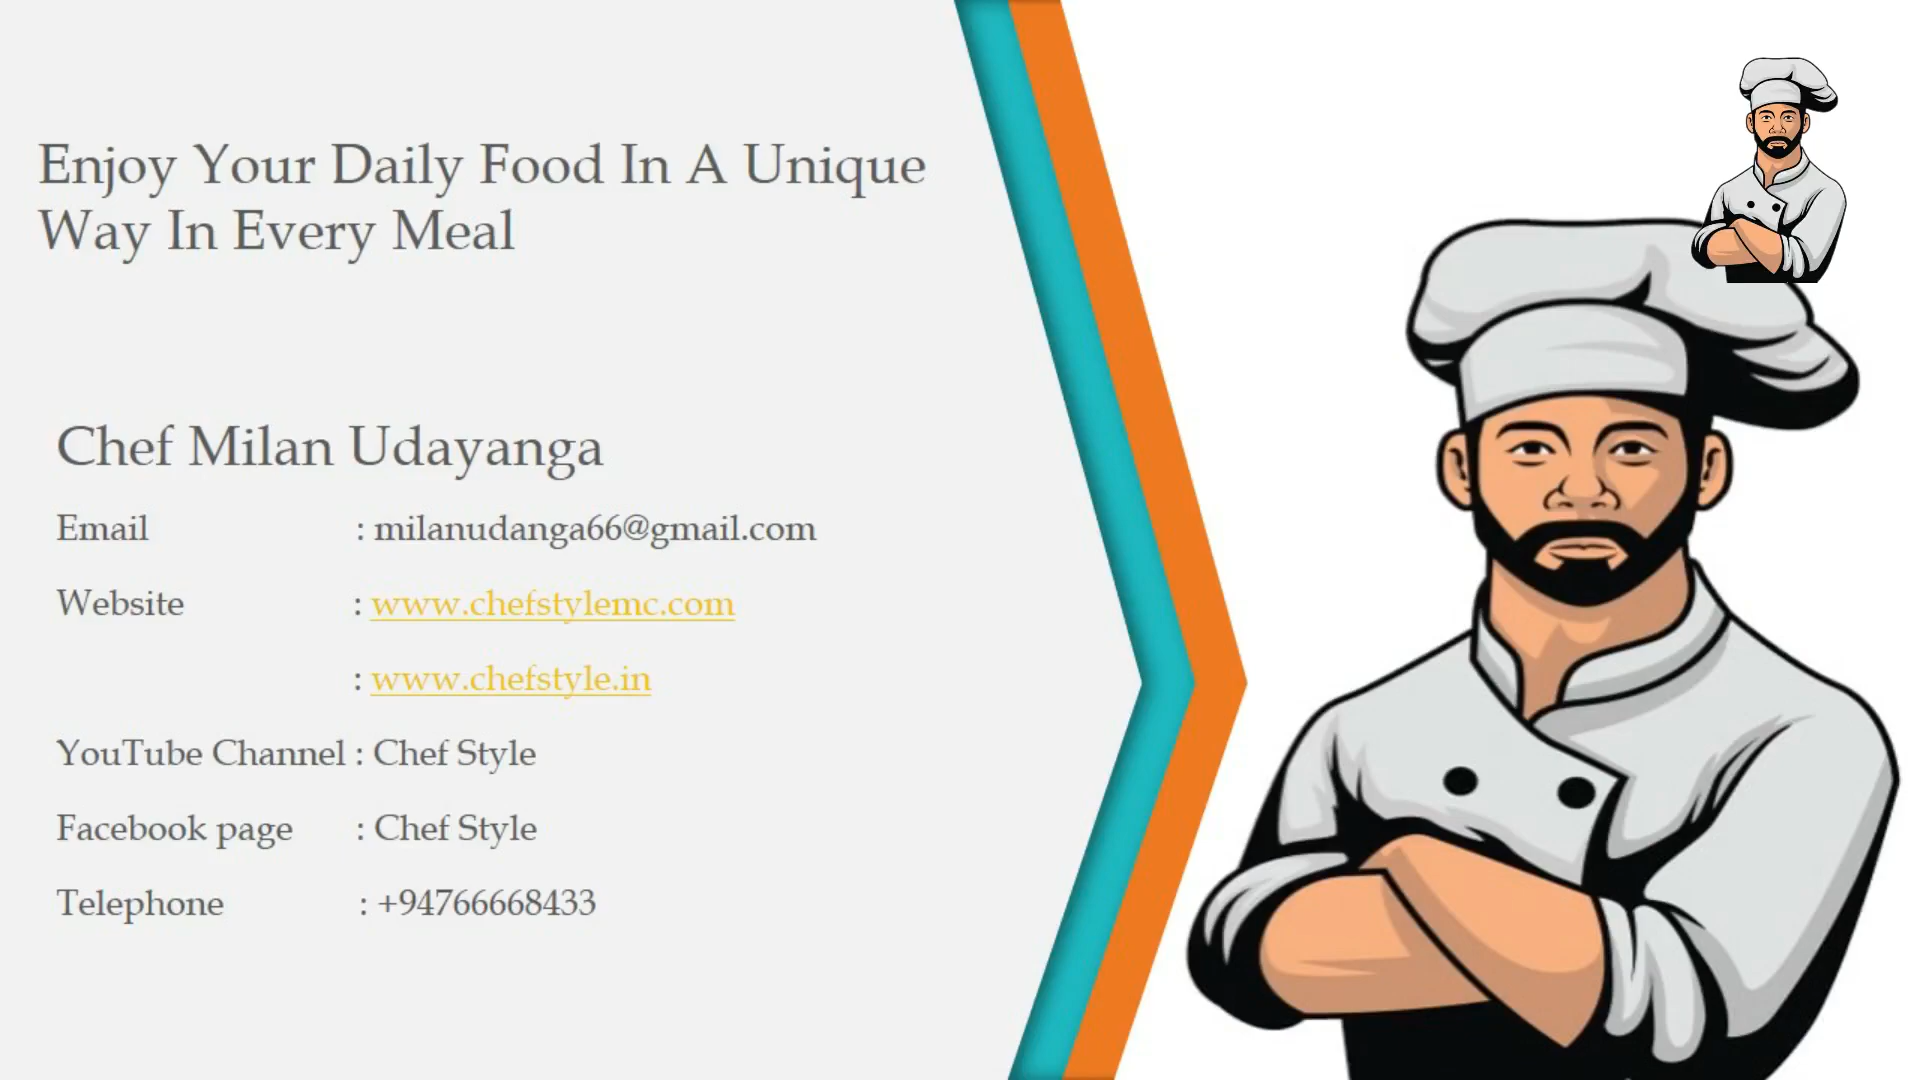 Enjoy Your Daily Food In A Unique
Way In Every Meal
Chef Milan Udayanga
Email : milanudanga66@gmail.com
Website : www.chefstylemc.com
: www.chefstyle.in
YouTube Channel : Chef Style
Facebook page : Chef Style
Telephone : +94766668433